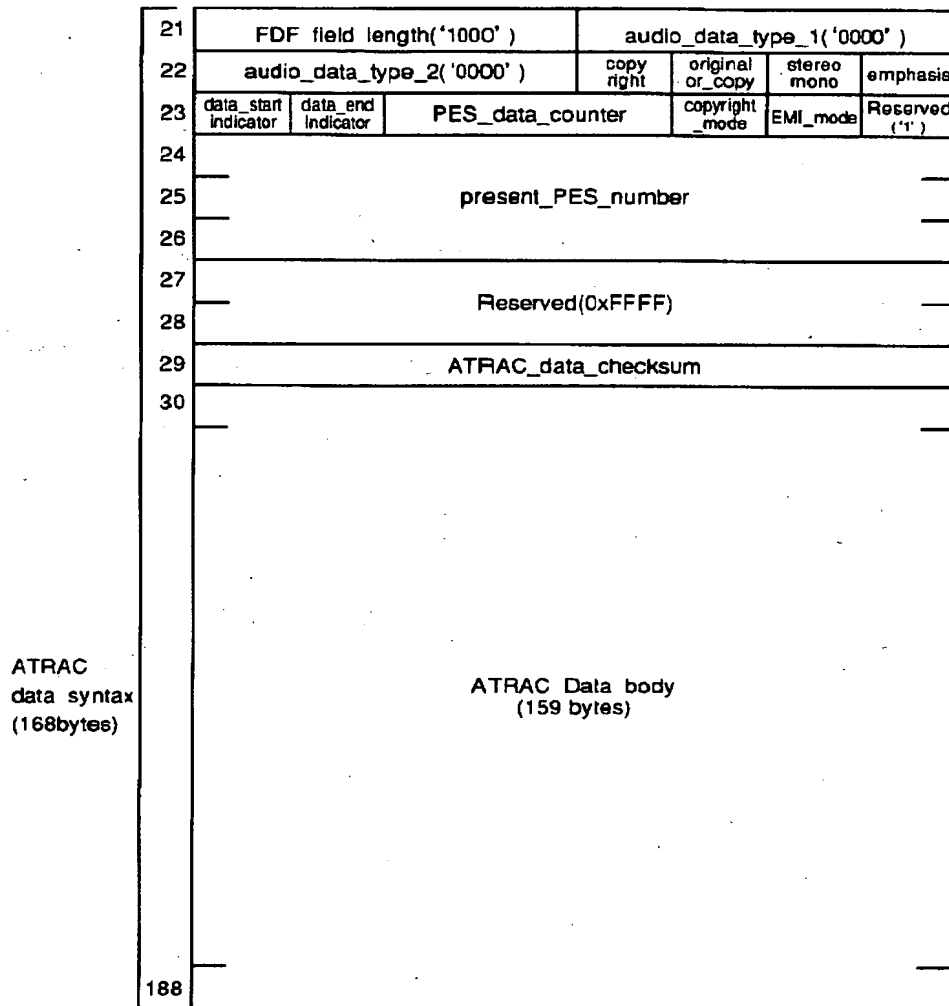 21 FDF field length('1000' ) audio_data_type_1('0000' )
22 audio_data_type_2('0000' ) copy right original or_copy stereo mono emphasis
23 data_start indicator data_end indicator PES_data_counter copyright _mode EMI_mode Reserved ('1' )
24
25 present_PES_number
26
27
Reserved(0xFFFF)
28
29 ATRAC_data_checksum
30
ATRAC
data syntax
(168bytes)
ATRAC Data body
(159 bytes)
188